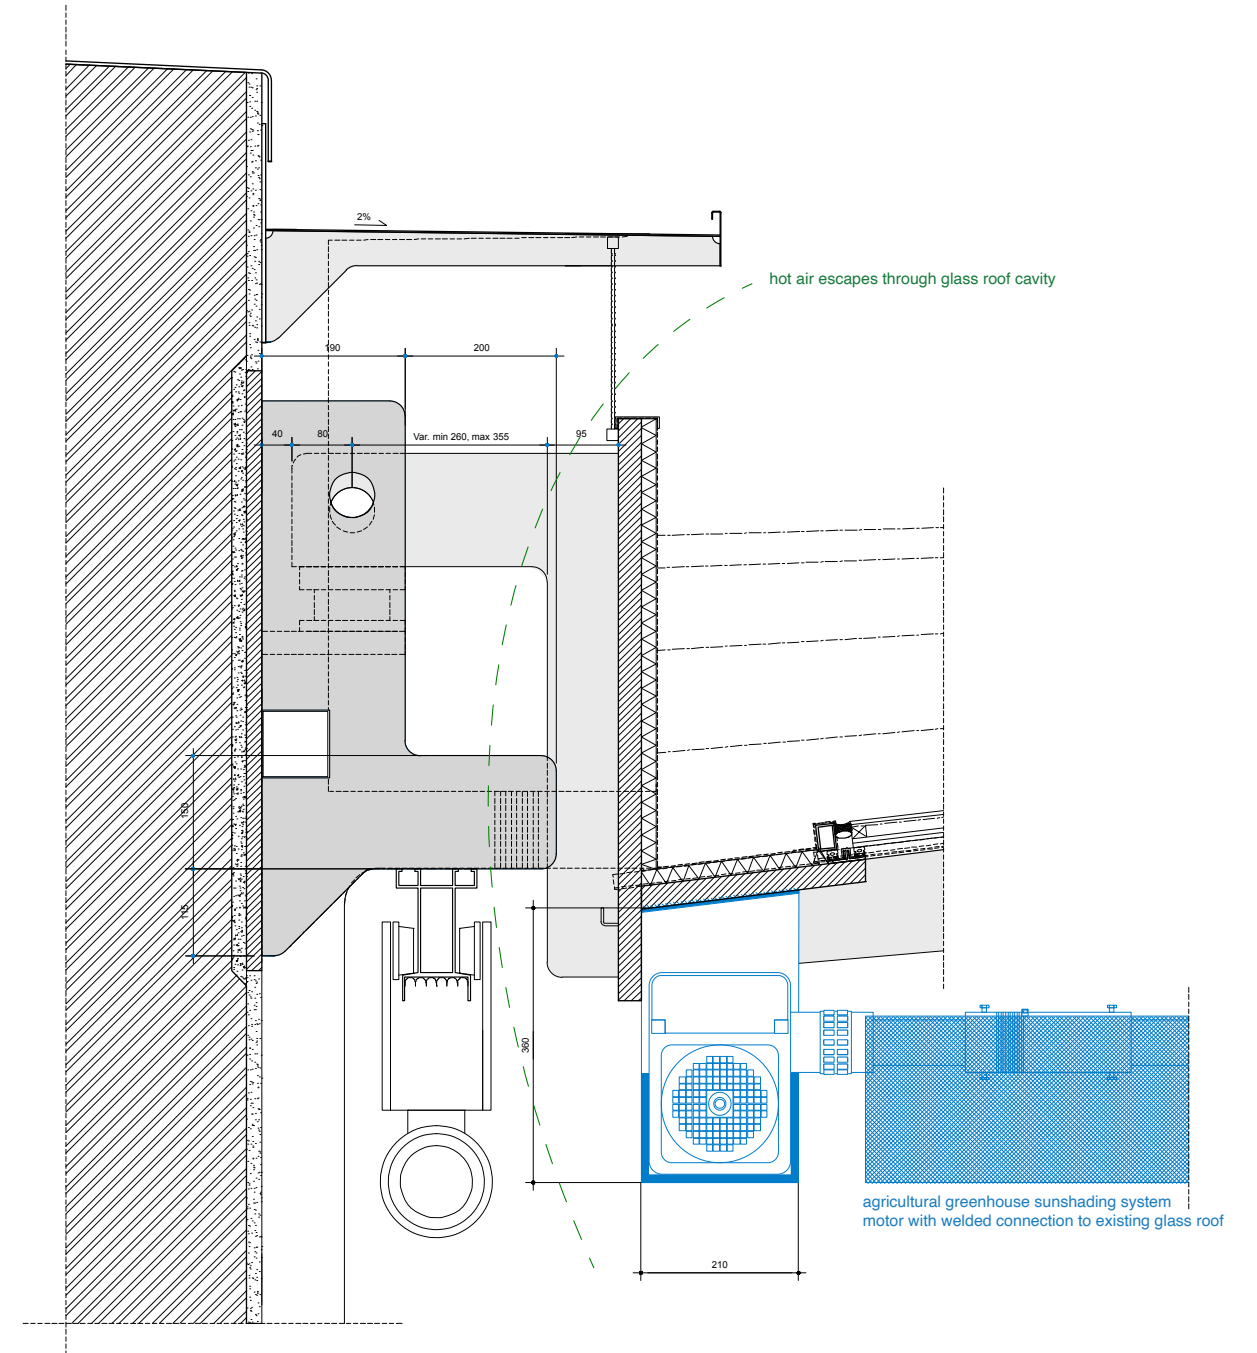 2%
hot air escapes through glass roof cavity
190
200
40
80
Var. min 260, max 355
95
150
115
360
agricultural greenhouse sunshading system
motor with welded connection to existing glass roof
210